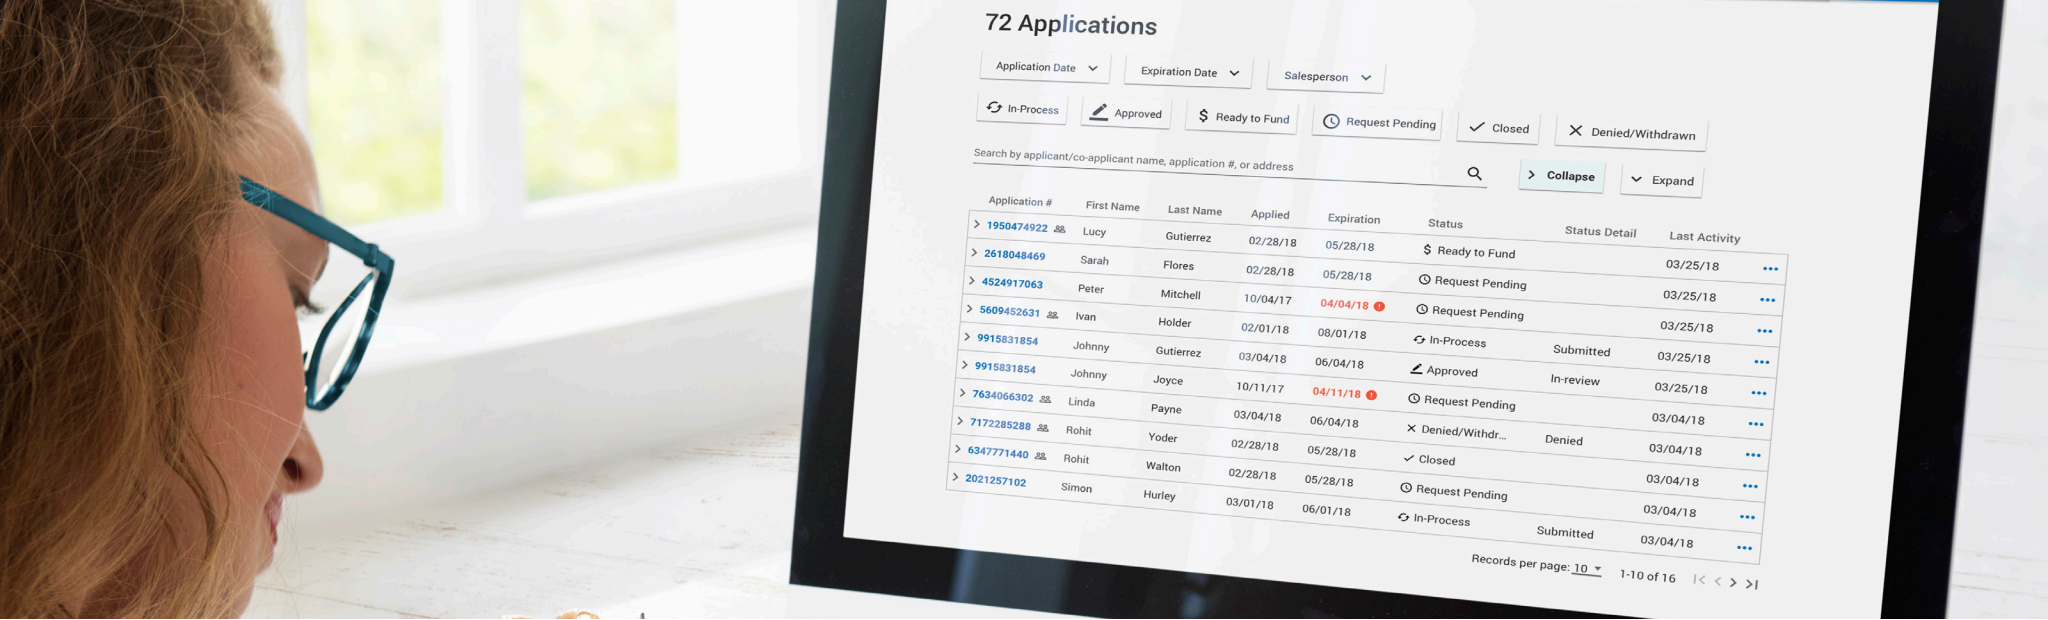 72 Applications
Application Date Expiration Date Salesperson
In-Process Approved $ Ready to Fund Request Pending Closed Denied/Withdrawn
Search by applicant/co-applicant name, application #, or address Collapse Expand
Application # First Name Last Name Applied Expiration Status Status Detail Last Activity
1950474922 Lucy Gutierrez 02/28/18 05/28/18 $ Ready to Fund 03/25/18
2618048469 Sarah Flores 02/28/18 05/28/18 Request Pending 03/25/18
4524917063 Peter Mitchell 10/04/17 04/04/18 Request Pending 03/25/18
5609452631 Ivan Holder 02/01/18 08/01/18 In-Process Submitted 03/25/18
9915831854 Johnny Gutierrez 03/04/18 06/04/18 Approved In-review 03/25/18
9915831854 Johnny Joyce 10/11/17 04/11/18 Request Pending 03/04/18
7634066302 Linda Payne 03/04/18 06/04/18 Denied/Withdr... Denied 03/04/18
7172285288 Rohit Yoder 02/28/18 05/28/18 Closed 03/04/18
6347771440 Rohit Walton 02/28/18 05/28/18 Request Pending 03/04/18
2021257102 Simon Hurley 03/01/18 06/01/18 In-Process Submitted 03/04/18
Records per page: 10 1-10 of 16